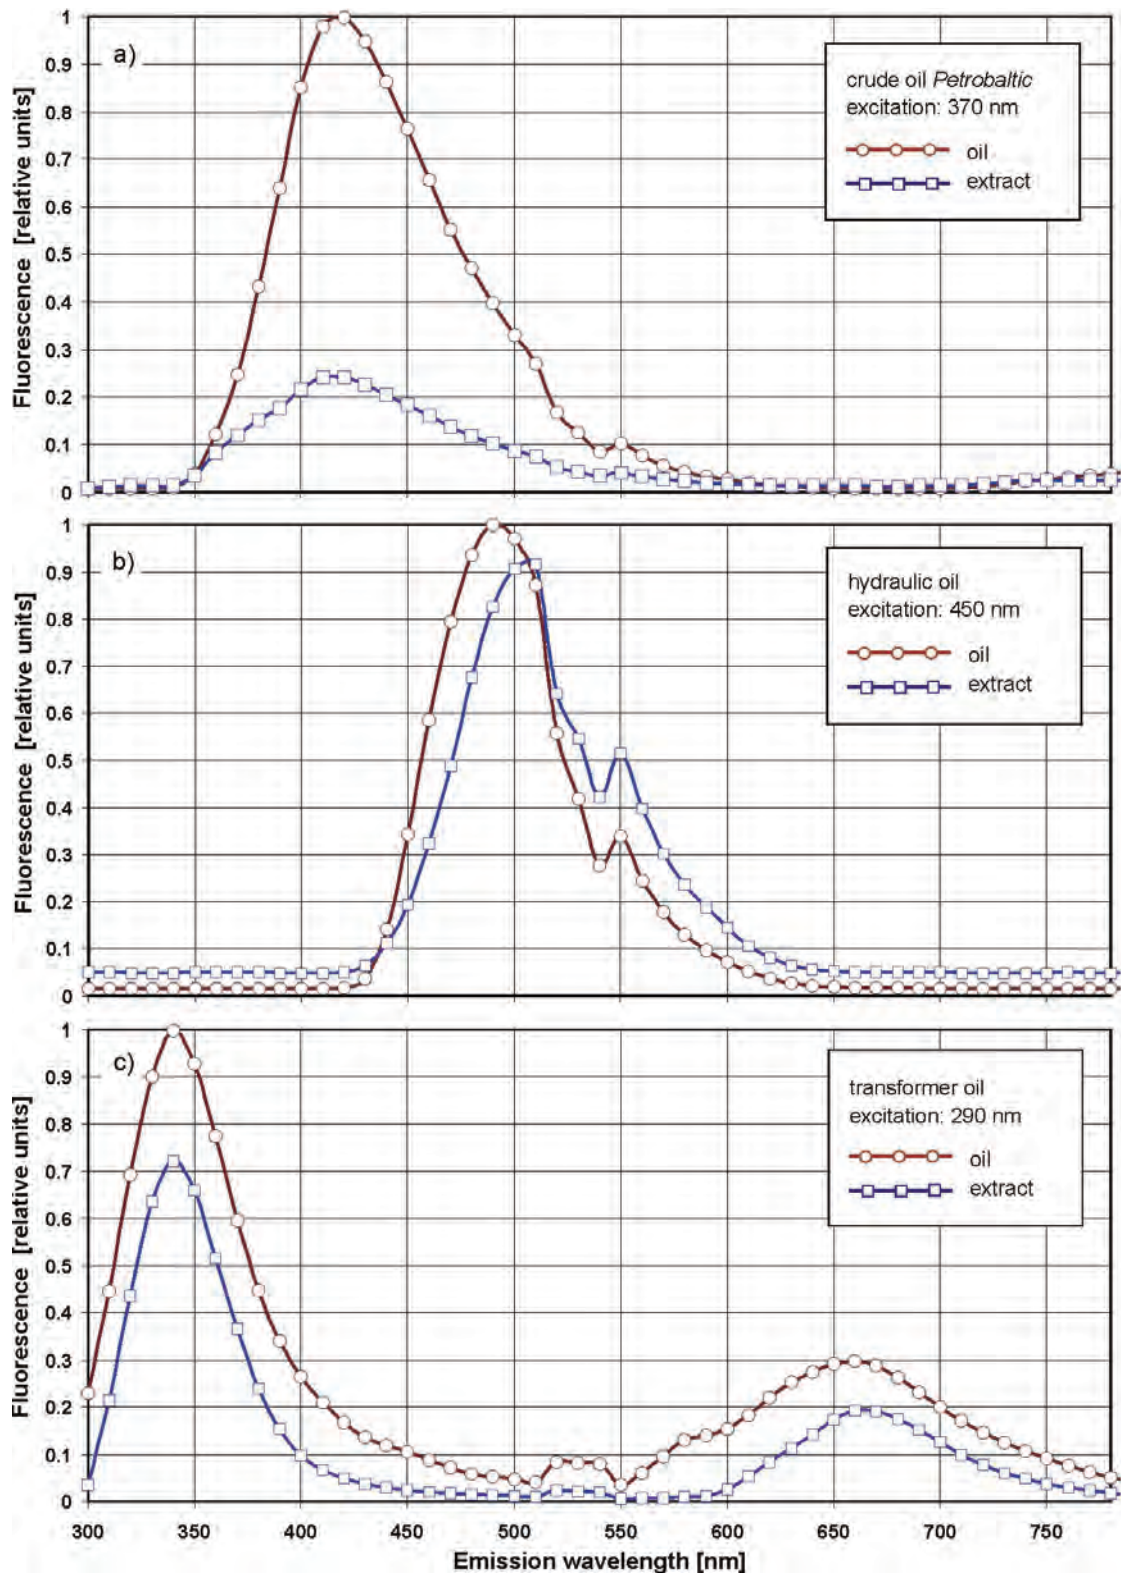 a)
Fluorescence [relative units]
1
0.9
0.8
0.7
0.6
0.5
0.4
0.3
0.2
0.1
0
crude oil Petrobaltic
excitation: 370 nm
oil
extract
b)
Fluorescence [relative units]
1
0.9
0.8
0.7
0.6
0.5
0.4
0.3
0.2
0.1
0
hydraulic oil
excitation: 450 nm
oil
extract
c)
Fluorescence [relative units]
1
0.9
0.8
0.7
0.6
0.5
0.4
0.3
0.2
0.1
0
transformer oil
excitation: 290 nm
oil
extract
300 350 400 450 500 550 600 650 700 750
Emission wavelength [nm]